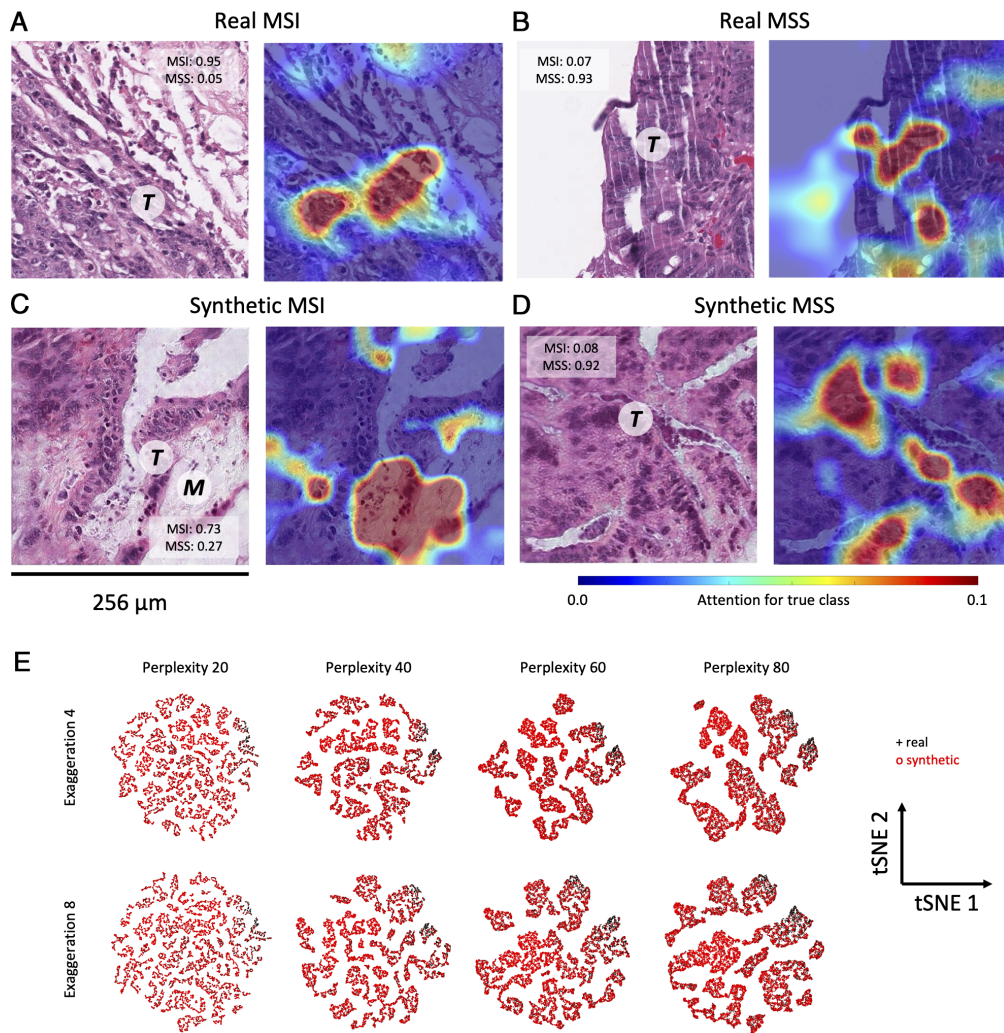 A
Real MSI
MSI: 0.95
MSS: 0.05
T
B
Real MSS
MSI: 0.07
MSS: 0.93
T
C
Synthetic MSI
T
M
MSI: 0.73
MSS: 0.27
256 µm
D
Synthetic MSS
MSI: 0.08
MSS: 0.92
T
0.0
Attention for true class
0.1
E
Perplexity 20
Perplexity 40
Perplexity 60
Perplexity 80
Exaggeration 4
Exaggeration 8
+ real
o synthetic
tSNE 2
tSNE 1